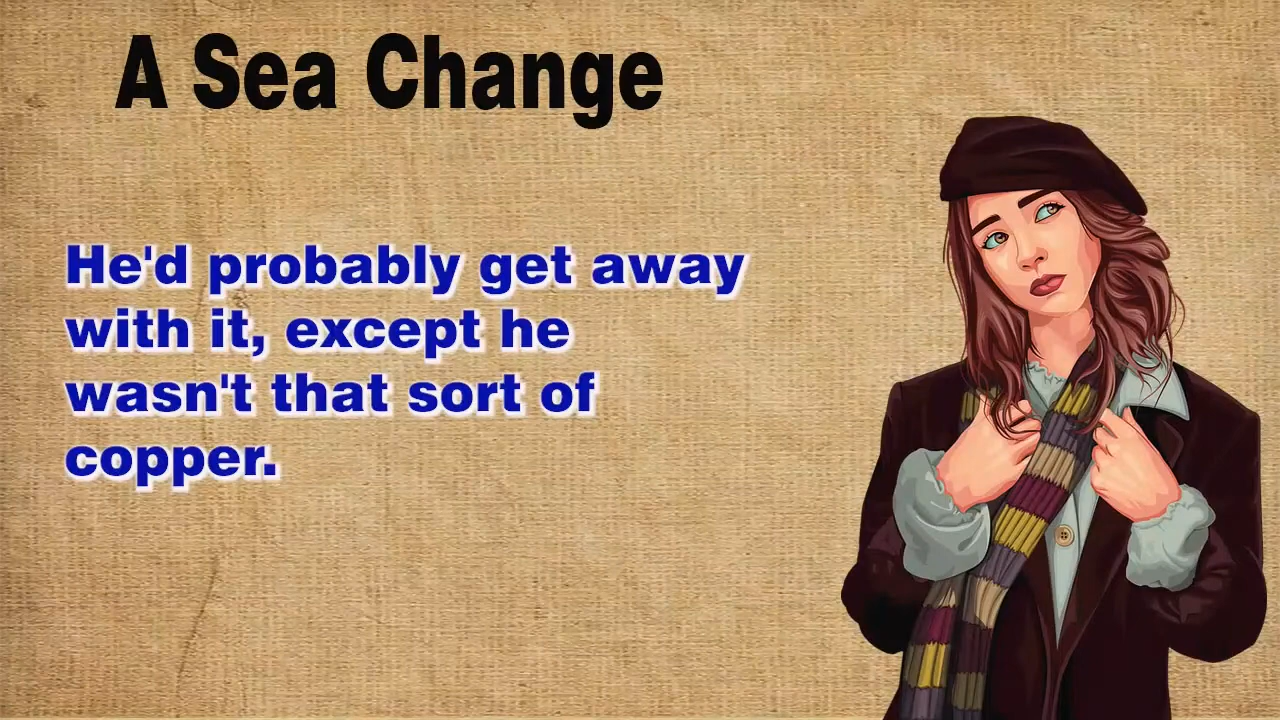 A Sea Change
He'd probably get away
with it, except he
wasn't that sort of
copper.